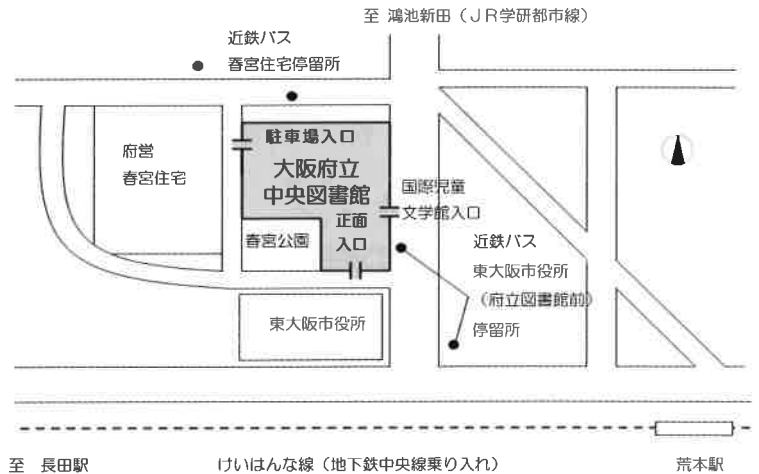 至 鴻池新田（ＪＲ学研都市線）
近鉄バス
春宮住宅停留所
駐車場入口
大阪府立
中央図書館
府営
春宮住宅
国際児童
文学館入口
正面
入口
春宮公園
近鉄バス
東大阪市役所
（府立図書館前）
停留所
東大阪市役所
至 長田駅
けいはんな線（地下鉄中央線乗り入れ）
荒本駅